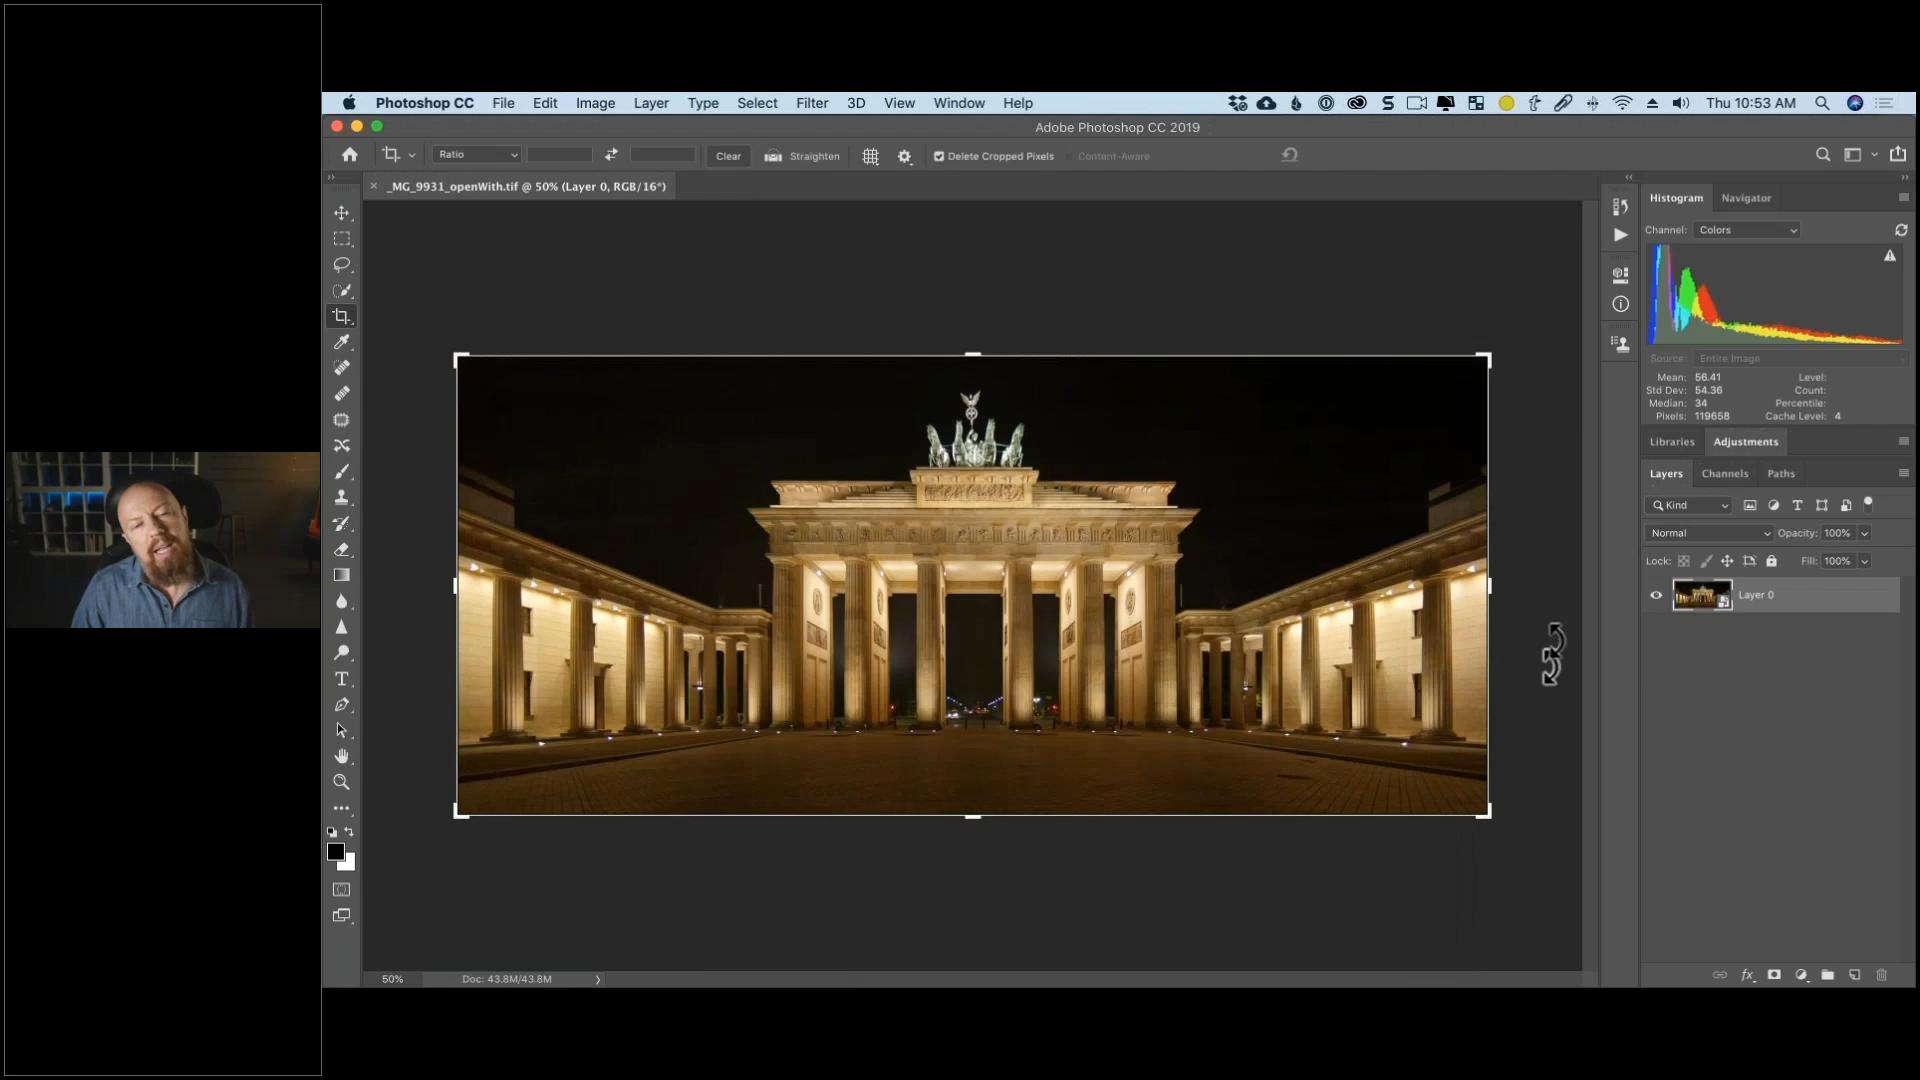 Photoshop CC File Edit Image Layer Type Select Filter 3D View Window Help Thu 10:53 AM
Adobe Photoshop CC 2019
Ratio Clear Straighten Delete Cropped Pixels Content-Aware
_MG_9931_openWith.tif @ 50% (Layer 0, RGB/16*)
Histogram Navigator
Channel: Colors
Source: Entire Image
Mean: 56.41 Level:
Std Dev: 54.36 Count:
Median: 34 Percentile:
Pixels: 119658 Cache Level: 4
Libraries Adjustments
Layers Channels Paths
Kind
Normal Opacity: 100%
Lock: Fill: 100%
Layer 0
50% Doc: 43.8M/43.8M